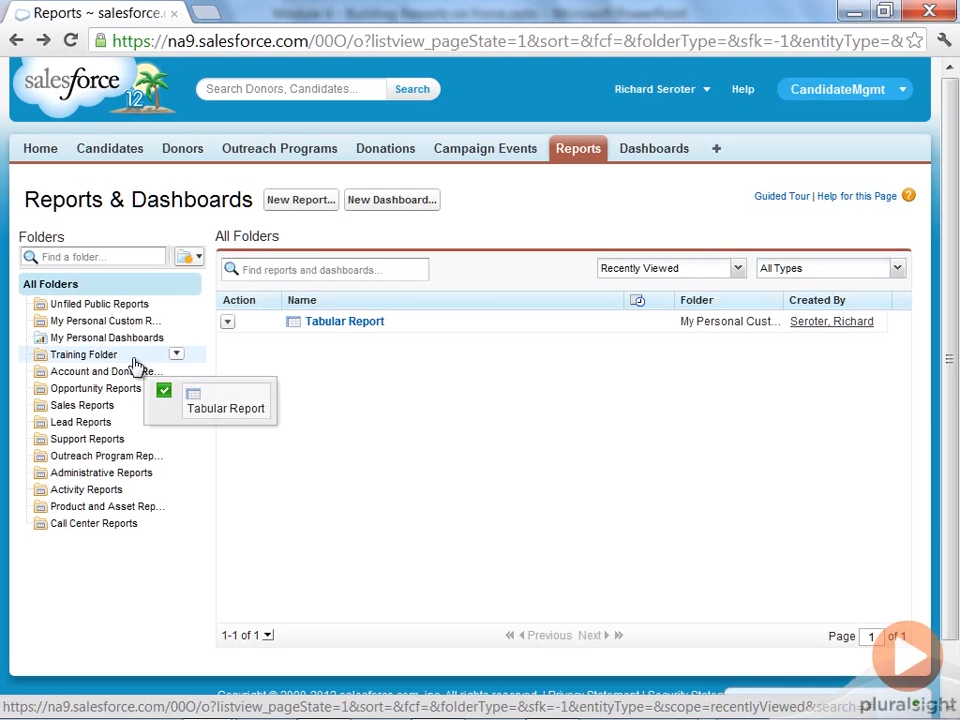 Reports ~ salesforce.
https://na9.salesforce.com/00O/o?listview_pageState=1&sort=&fcf=&folderType=&sfk=-1&entityType=&
salesforce
12
Search Donors, Candidates...
Search
Richard Seroter
Help
CandidateMgmt
Home
Candidates
Donors
Outreach Programs
Donations
Campaign Events
Reports
Dashboards
+
Reports & Dashboards
New Report...
New Dashboard...
Guided Tour | Help for this Page
?
Folders
Find a folder...
All Folders
Unfiled Public Reports
My Personal Custom R...
My Personal Dashboards
Training Folder
Account and Don Re...
Opportunity Reports
Sales Reports
Lead Reports
Support Reports
Outreach Program Rep...
Administrative Reports
Activity Reports
Product and Asset Rep...
Call Center Reports
Tabular Report
All Folders
Find reports and dashboards...
Recently Viewed
All Types
Action
Name
Folder
Created By
Tabular Report
My Personal Cust...
Seroter, Richard
1-1 of 1
Previous Next
Page 1 of 1
https://na9.salesforce.com/00O/o?listview_pageState=1&sort=&fcf=&folderType=&sfk=-1&entityType=&scope=recentlyViewed&search=
pluralsight